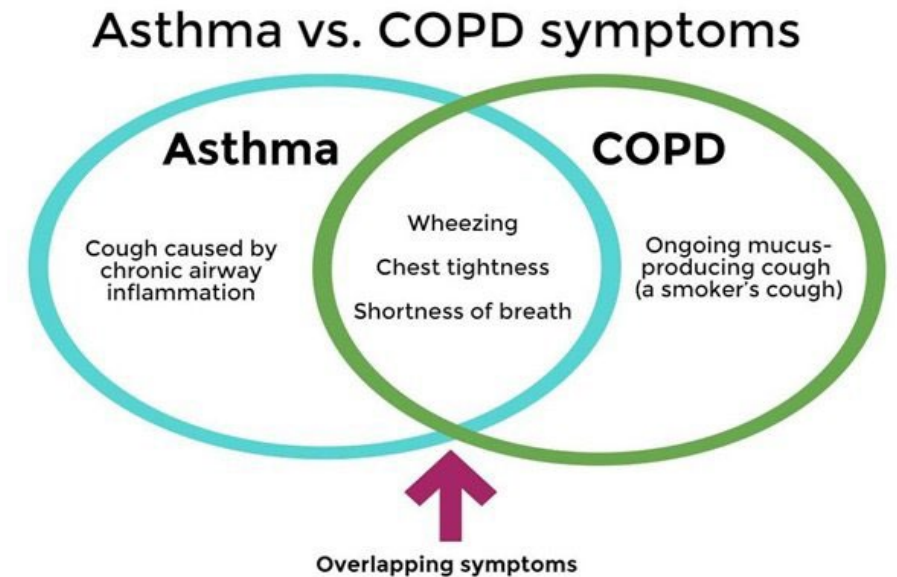 Asthma vs. COPD symptoms
Asthma
COPD
Cough caused by
chronic airway
inflammation
Wheezing
Chest tightness
Shortness of breath
Ongoing mucus-
producing cough
(a smoker's cough)
Overlapping symptoms